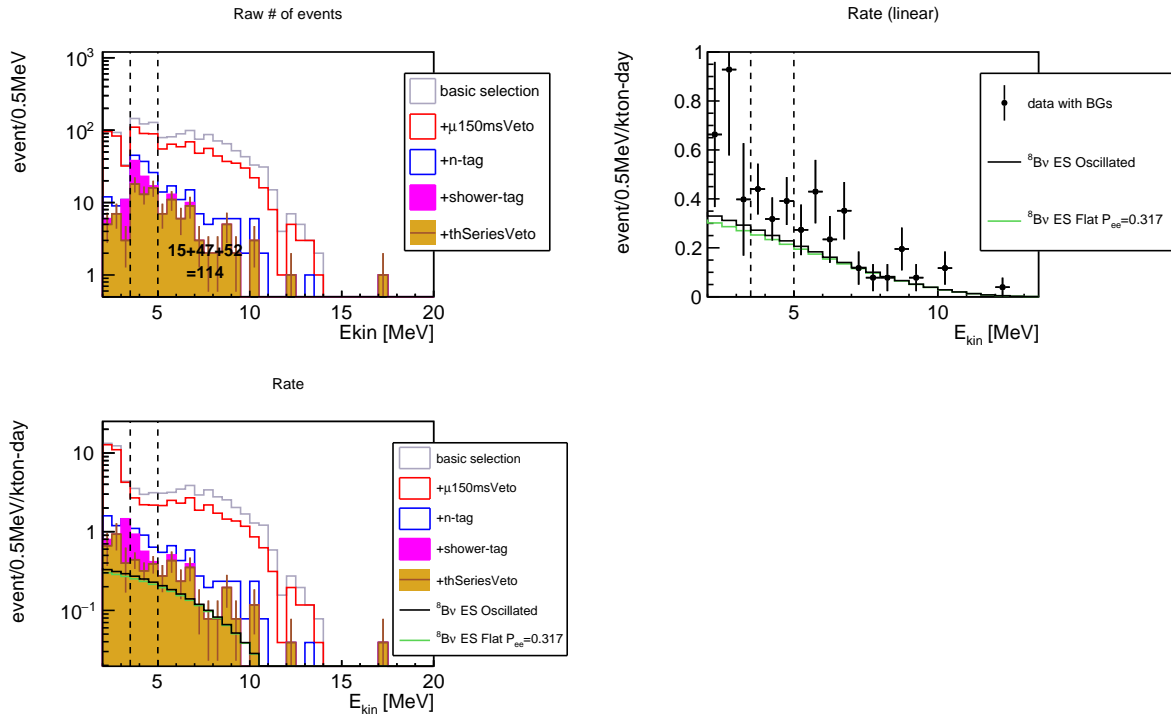 Raw # of events
event/0.5MeV
10³
10²
10
1
5
10
15
20
Ekin [MeV]
15+47+52
=114
basic selection
+μ150msVeto
+n-tag
+shower-tag
+thSeriesVeto
Rate (linear)
event/0.5MeV/kton-day
1
0.8
0.6
0.4
0.2
0
5
10
E_kin [MeV]
data with BGs
⁸Bν ES Oscillated
⁸Bν ES Flat P_ee=0.317
Rate
event/0.5MeV/kton-day
10
1
10⁻¹
5
10
15
20
E_kin [MeV]
basic selection
+μ150msVeto
+n-tag
+shower-tag
+thSeriesVeto
⁸Bν ES Oscillated
⁸Bν ES Flat P_ee=0.317